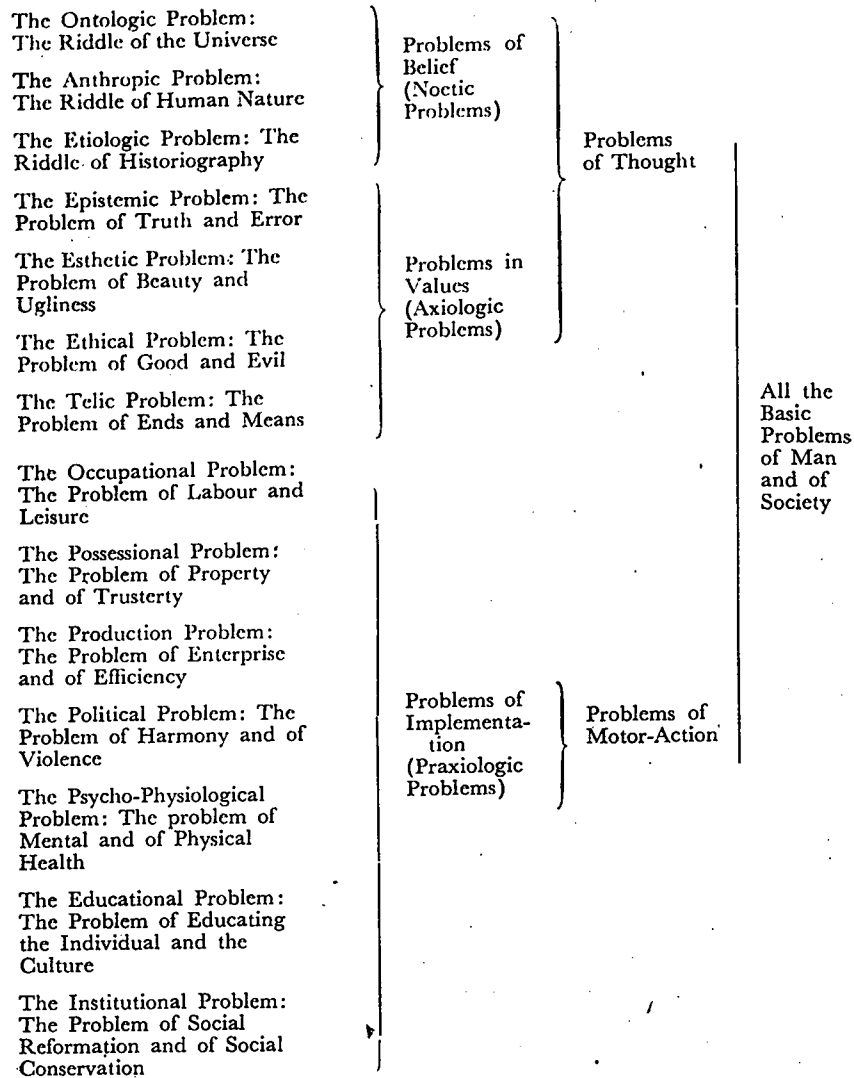 The Ontologic Problem:
The Riddle of the Universe
The Anthropic Problem:
The Riddle of Human Nature
The Etiologic Problem: The
Riddle of Historiography
The Epistemic Problem: The
Problem of Truth and Error
The Esthetic Problem: The
Problem of Beauty and
Ugliness
The Ethical Problem: The
Problem of Good and Evil
The Telic Problem: The
Problem of Ends and Means
The Occupational Problem:
The Problem of Labour and
Leisure
The Possessional Problem:
The Problem of Property
and of Trusterty
The Production Problem:
The Problem of Enterprise
and of Efficiency
The Political Problem: The
Problem of Harmony and of
Violence
The Psycho-Physiological
Problem: The problem of
Mental and of Physical
Health
The Educational Problem:
The Problem of Educating
the Individual and the
Culture
The Institutional Problem:
The Problem of Social
Reformation and of Social
Conservation
Problems of
Belief
(Noetic
Problems)
Problems in
Values
(Axiologic
Problems)
Problems of
Implementa-
tion
(Praxiologic
Problems)
Problems
of Thought
Problems of
Motor-Action
All the
Basic
Problems
of Man
and of
Society